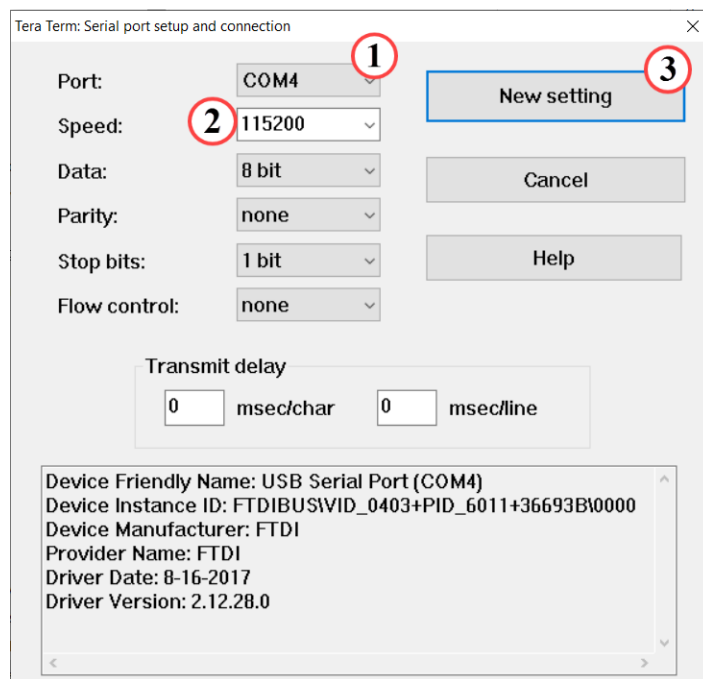 Tera Term: Serial port setup and connection
1
Port: COM4
3
New setting
Speed: 2 115200
Data: 8 bit
Cancel
Parity: none
Stop bits: 1 bit
Help
Flow control: none
Transmit delay
0 msec/char 0 msec/line
Device Friendly Name: USB Serial Port (COM4)
Device Instance ID: FTDIBUS\VID_0403+PID_6011+36693B\0000
Device Manufacturer: FTDI
Provider Name: FTDI
Driver Date: 8-16-2017
Driver Version: 2.12.28.0